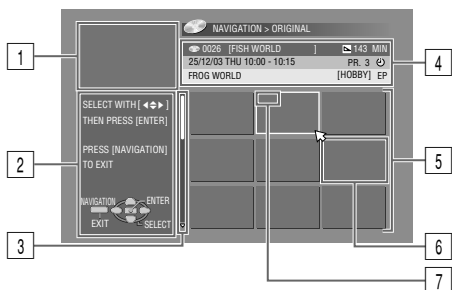 NAVIGATION > ORIGINAL
0026 [FISH WORLD ] 143 MIN
25/12/03 THU 10:00 - 10:15 PR. 3
FROG WORLD [HOBBY] EP
SELECT WITH [ ]
THEN PRESS [ENTER]
PRESS [NAVIGATION]
TO EXIT
NAVIGATION ENTER
EXIT SELECT
1
2
3
4
5
6
7